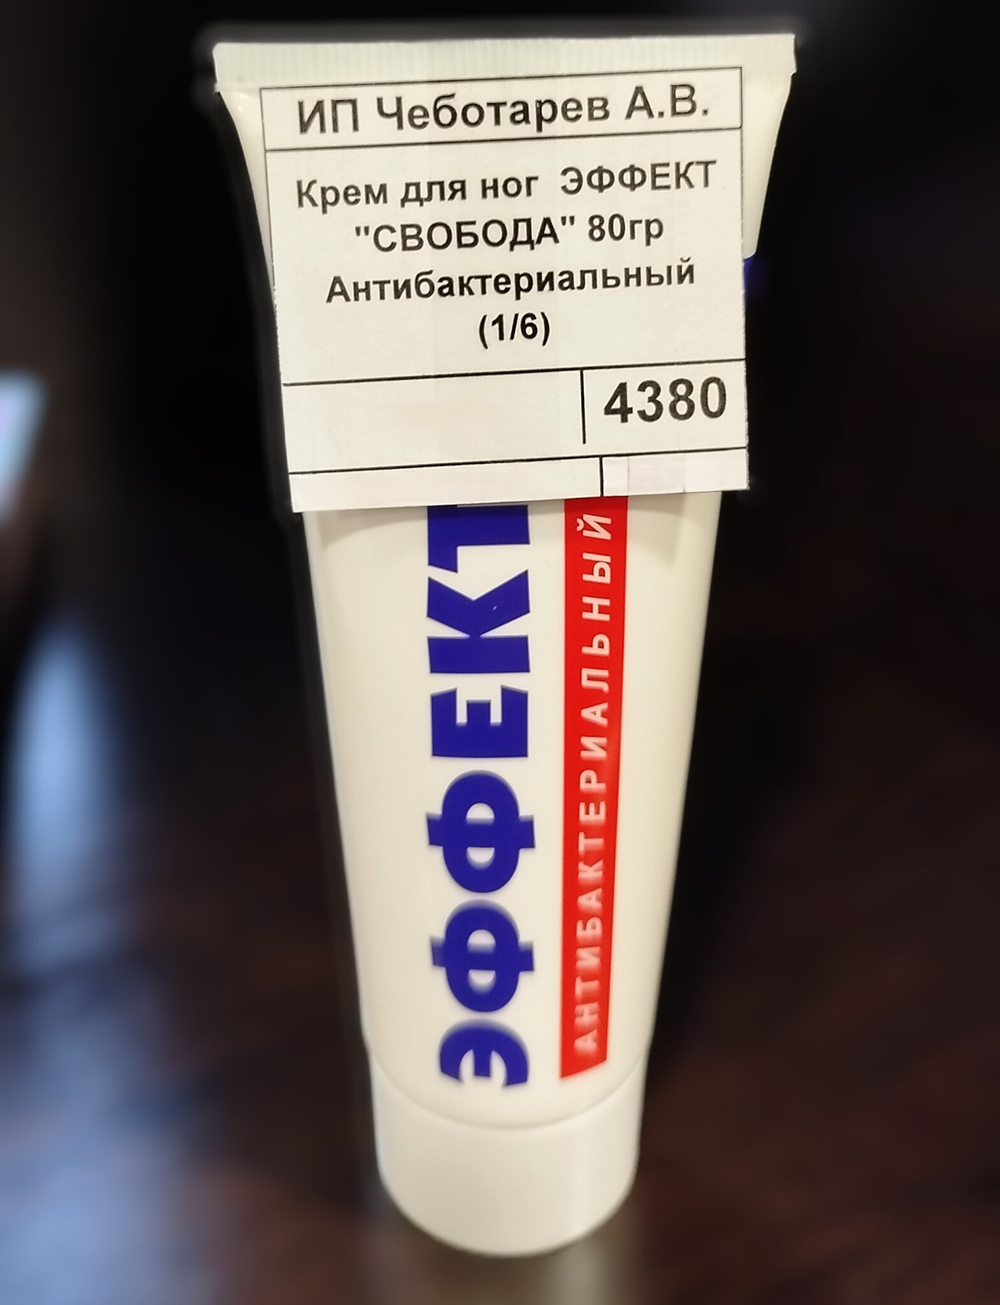 ИП Чеботарев А.В.
Крем для ног ЭФФЕКТ
"СВОБОДА" 80гр
Антибактериальный
(1/6)
4380
ЭФФЕКТ
АНТИБАКТЕРИАЛЬНЫЙ